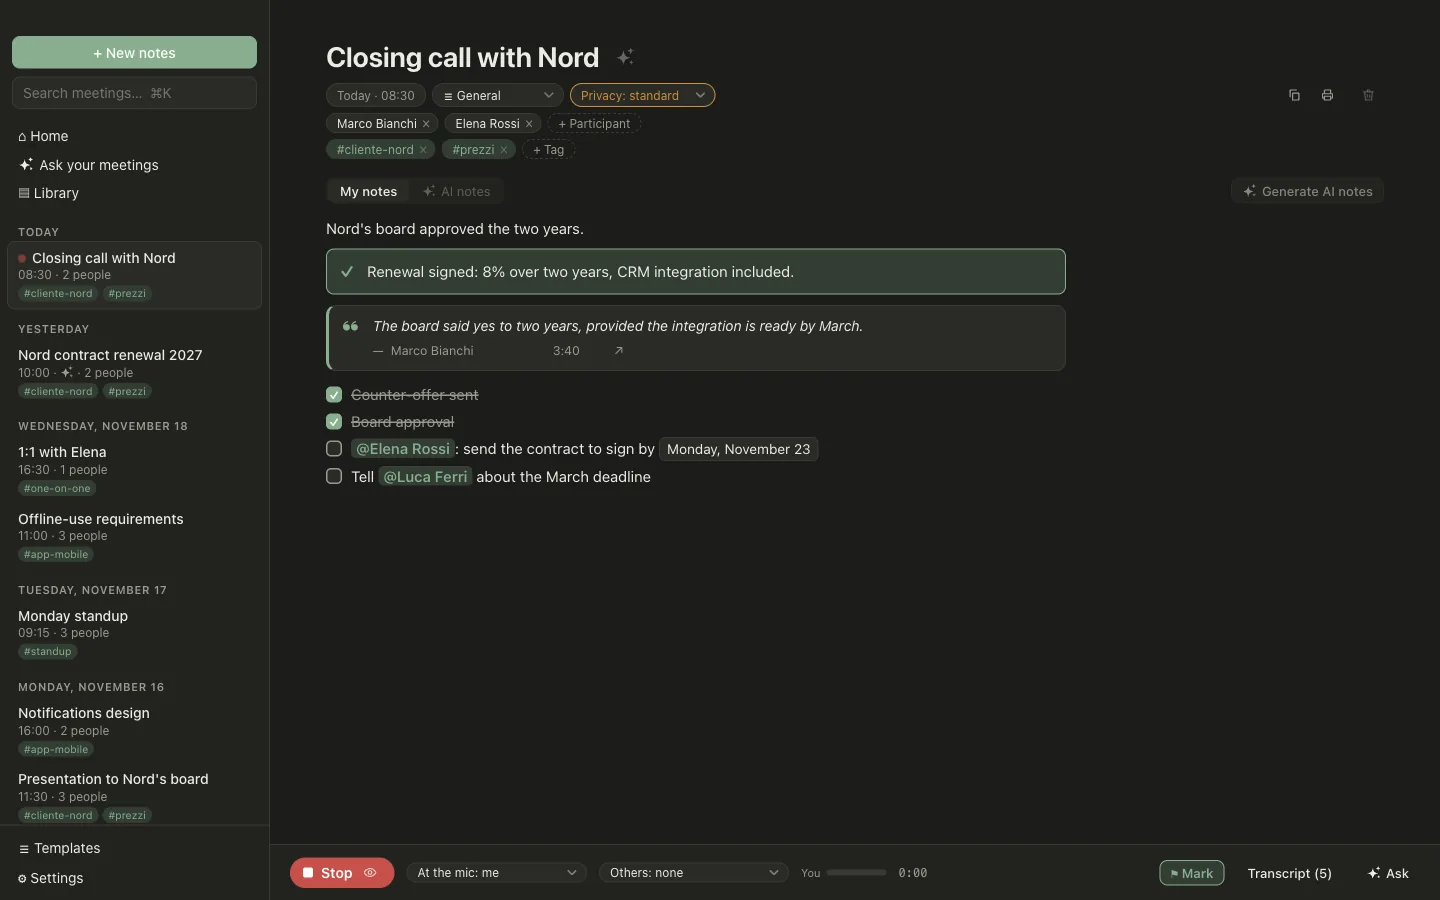 + New notes
Search meetings... ⌘K
Home
Ask your meetings
Library
TODAY
Closing call with Nord
08:30 · 2 people
#cliente-nord #prezzi
YESTERDAY
Nord contract renewal 2027
10:00 · · 2 people
#cliente-nord #prezzi
WEDNESDAY, NOVEMBER 18
1:1 with Elena
16:30 · 1 people
#one-on-one
Offline-use requirements
11:00 · 3 people
#app-mobile
TUESDAY, NOVEMBER 17
Monday standup
09:15 · 3 people
#standup
MONDAY, NOVEMBER 16
Notifications design
16:00 · 2 people
#app-mobile
Presentation to Nord's board
11:30 · 3 people
#cliente-nord #prezzi
Templates
Settings
Closing call with Nord
Today · 08:30 General Privacy: standard
Marco Bianchi × Elena Rossi × + Participant
#cliente-nord × #prezzi × + Tag
My notes AI notes Generate AI notes
Nord's board approved the two years.
Renewal signed: 8% over two years, CRM integration included.
The board said yes to two years, provided the integration is ready by March.
— Marco Bianchi 3:40 ↗
Counter-offer sent
Board approval
@Elena Rossi: send the contract to sign by Monday, November 23
Tell @Luca Ferri about the March deadline
Stop At the mic: me Others: none You 0:00 Mark Transcript (5) Ask